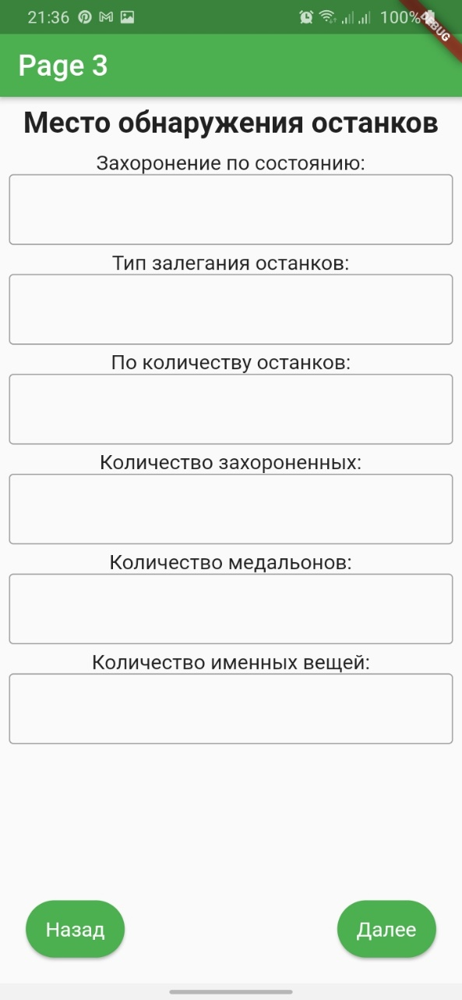 21:36 100%
DEBUG
Page 3
Место обнаружения останков
Захоронение по состоянию:
Тип залегания останков:
По количеству останков:
Количество захороненных:
Количество медальонов:
Количество именных вещей:
Назад Далее